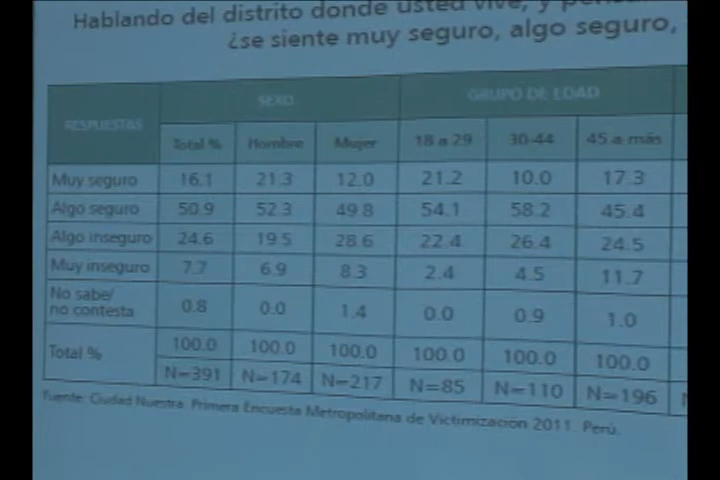 Hablando del distrito donde usted vive, y
¿se siente muy seguro, algo seguro,
RESPUESTAS SEXO GRUPO DE EDAD
Total % Hombre Mujer 18 a 29 30-44 45 a más
Muy seguro 16.1 21.3 12.0 21.2 10.0 17.3
Algo seguro 50.9 52.3 49.8 54.1 58.2 45.4
Algo inseguro 24.6 19.5 28.6 22.4 26.4 24.5
Muy inseguro 7.7 6.9 8.3 2.4 4.5 11.7
No sabe/
no contesta 0.8 0.0 1.4 0.0 0.9 1.0
Total % 100.0 100.0 100.0 100.0 100.0 100.0
N=391 N=174 N=217 N=85 N=110 N=196
Fuente: Ciudad Nuestra. Primera Encuesta Metropolitana de Victimización 2011. Perú.